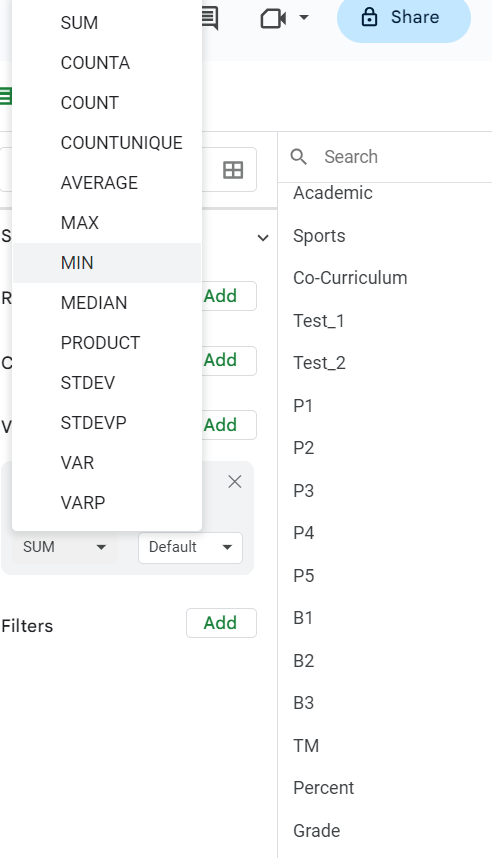 SUM
COUNTA
COUNT
COUNTUNIQUE
AVERAGE
MAX
MIN
MEDIAN
PRODUCT
STDEV
STDEVP
VAR
VARP
Share
S
R
Add
C
Add
V
Add
SUM
Default
Filters
Add
Search
Academic
Sports
Co-Curriculum
Test_1
Test_2
P1
P2
P3
P4
P5
B1
B2
B3
TM
Percent
Grade